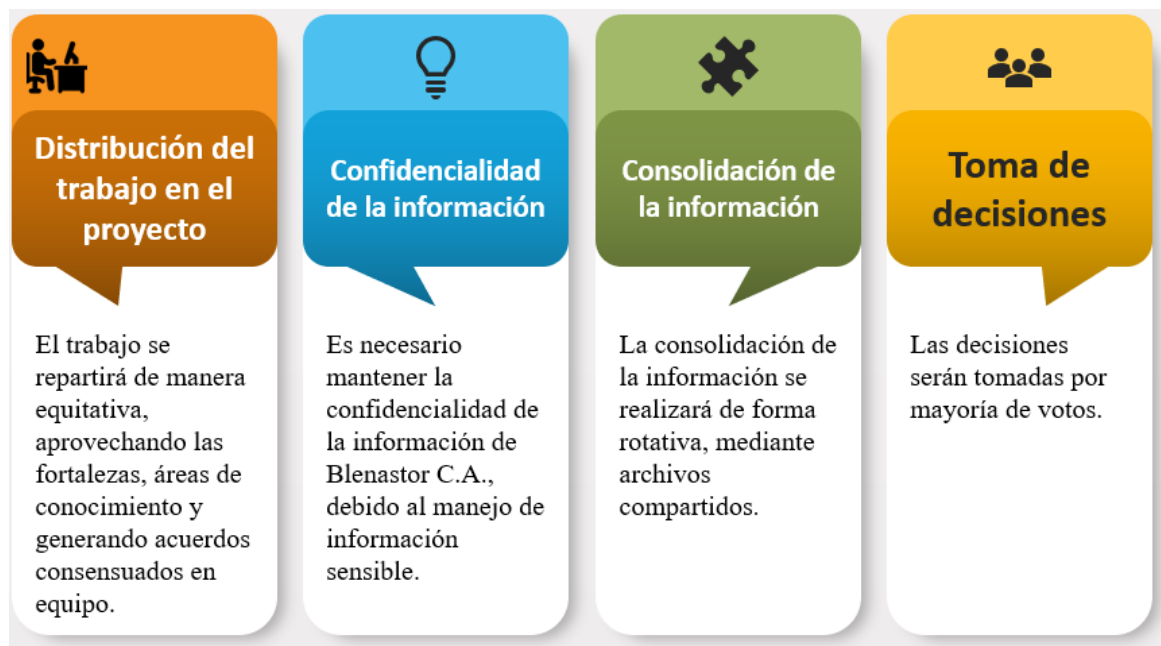 Distribución del
trabajo en el
proyecto
El trabajo se
repartirá de manera
equitativa,
aprovechando las
fortalezas, áreas de
conocimiento y
generando acuerdos
consensuados en
equipo.
Confidencialidad
de la información
Es necesario
mantener la
confidencialidad de
la información de
Blenastor C.A.,
debido al manejo de
información
sensible.
Consolidación de
la información
La consolidación de
la información se
realizará de forma
rotativa, mediante
archivos
compartidos.
Toma de
decisiones
Las decisiones
serán tomadas por
mayoría de votos.